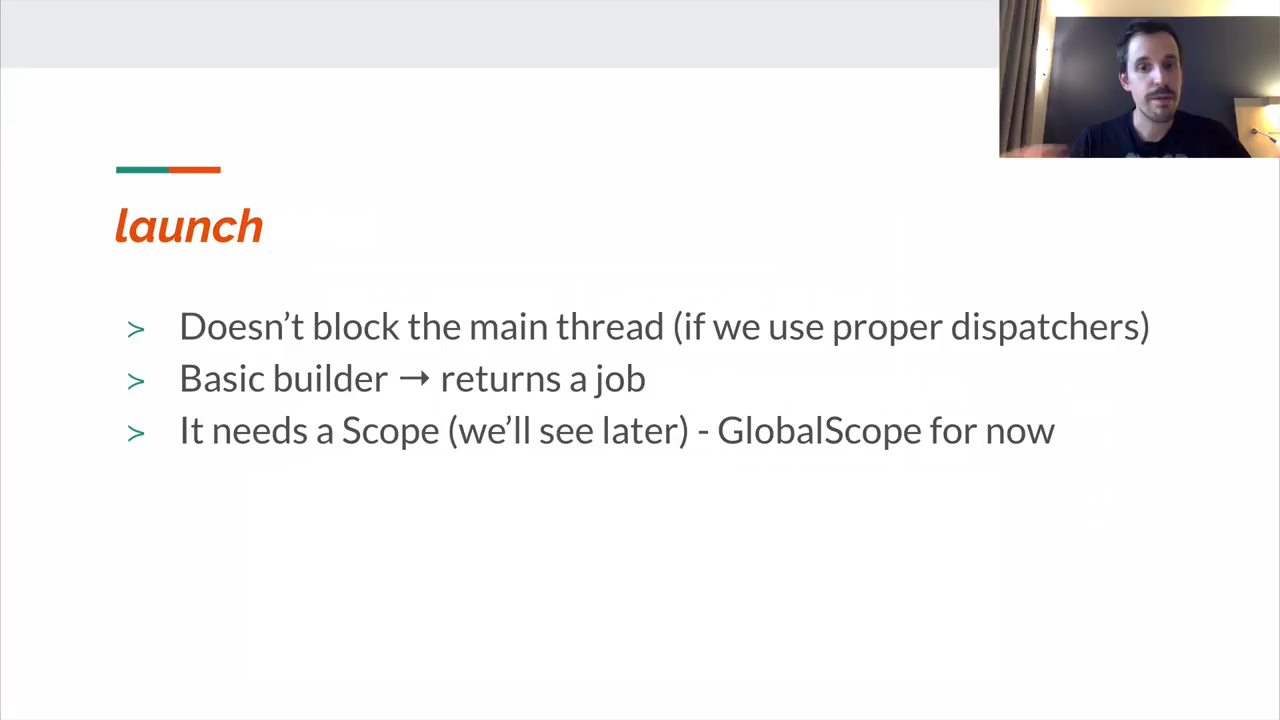 launch
≻ Doesn’t block the main thread (if we use proper dispatchers)
≻ Basic builder → returns a job
≻ It needs a Scope (we’ll see later) - GlobalScope for now